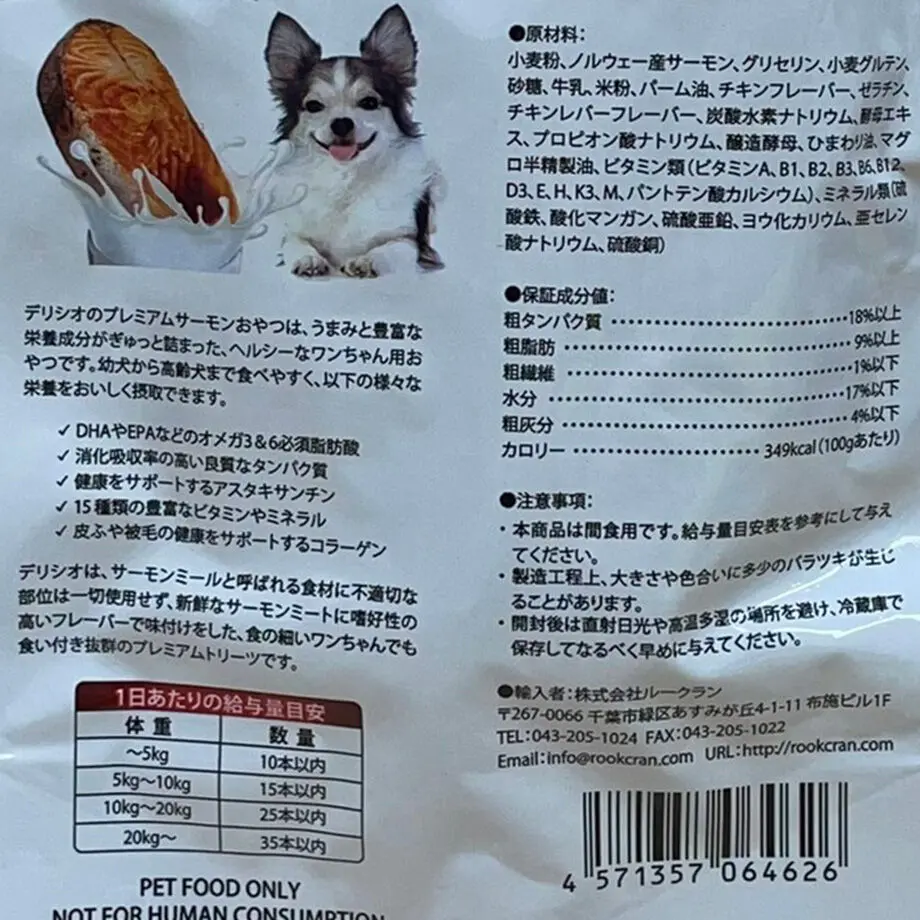 デリシオのプレミアムサーモンおやつは、うまみと豊富な
栄養成分がぎゅっと詰まった、ヘルシーなワンちゃん用お
やつです。幼犬から高齢犬まで食べやすく、以下の様々な
栄養をおいしく摂取できます。
✓ DHAやEPAなどのオメガ3&6必須脂肪酸
✓ 消化吸収率の高い良質なタンパク質
✓ 健康をサポートするアスタキサンチン
✓ 15種類の豊富なビタミンやミネラル
✓ 皮ふや被毛の健康をサポートするコラーゲン
デリシオは、サーモンミールと呼ばれる食材に不適切な
部位は一切使用せず、新鮮なサーモンミートに嗜好性の
高いフレーバーで味付けをした、食の細いワンちゃんでも
食い付き抜群のプレミアムトリーツです。
1日あたりの給与量目安
体 重 数 量
～5kg 10本以内
5kg～10kg 15本以内
10kg～20kg 25本以内
20kg～ 35本以内
PET FOOD ONLY
NOT FOR HUMAN CONSUMPTION
●原材料：
小麦粉、ノルウェー産サーモン、グリセリン、小麦グルテン、
砂糖、牛乳、米粉、パーム油、チキンフレーバー、ゼラチン、
チキンレバーフレーバー、炭酸水素ナトリウム、酵母エキ
ス、プロピオン酸ナトリウム、醸造酵母、ひまわり油、マグ
ロ半精製油、ビタミン類（ビタミンA、B1、B2、B3、B6、B12、
D3、E、H、K3、M、パントテン酸カルシウム）、ミネラル類（硫
酸鉄、酸化マンガン、硫酸亜鉛、ヨウ化カリウム、亜セレン
酸ナトリウム、硫酸銅）
●保証成分値：
粗タンパク質 ・・・・・・・・・・・・・・・・・・・・ 18%以上
粗脂肪 ・・・・・・・・・・・・・・・・・・・・ 9%以上
粗繊維 ・・・・・・・・・・・・・・・・・・・・ 1%以下
水分 ・・・・・・・・・・・・・・・・・・・・ 17%以下
粗灰分 ・・・・・・・・・・・・・・・・・・・・ 4%以下
カロリー ・・・・・・・・・・・・・・ 349kcal（100gあたり）
●注意事項：
・本商品は間食用です。給与量目安表を参考にして与え
てください。
・製造工程上、大きさや色合いに多少のバラツキが生じ
ることがあります。
・開封後は直射日光や高温多湿の場所を避け、冷蔵庫で
保存してなるべく早めに与えてください。
●輸入者：株式会社ルークラン
〒267-0066 千葉市緑区あすみが丘4-1-11 布施ビル1F
TEL：043-205-1024 FAX：043-205-1022
Email：info@rookcran.com URL：http://rookcran.com
4 571357 064626